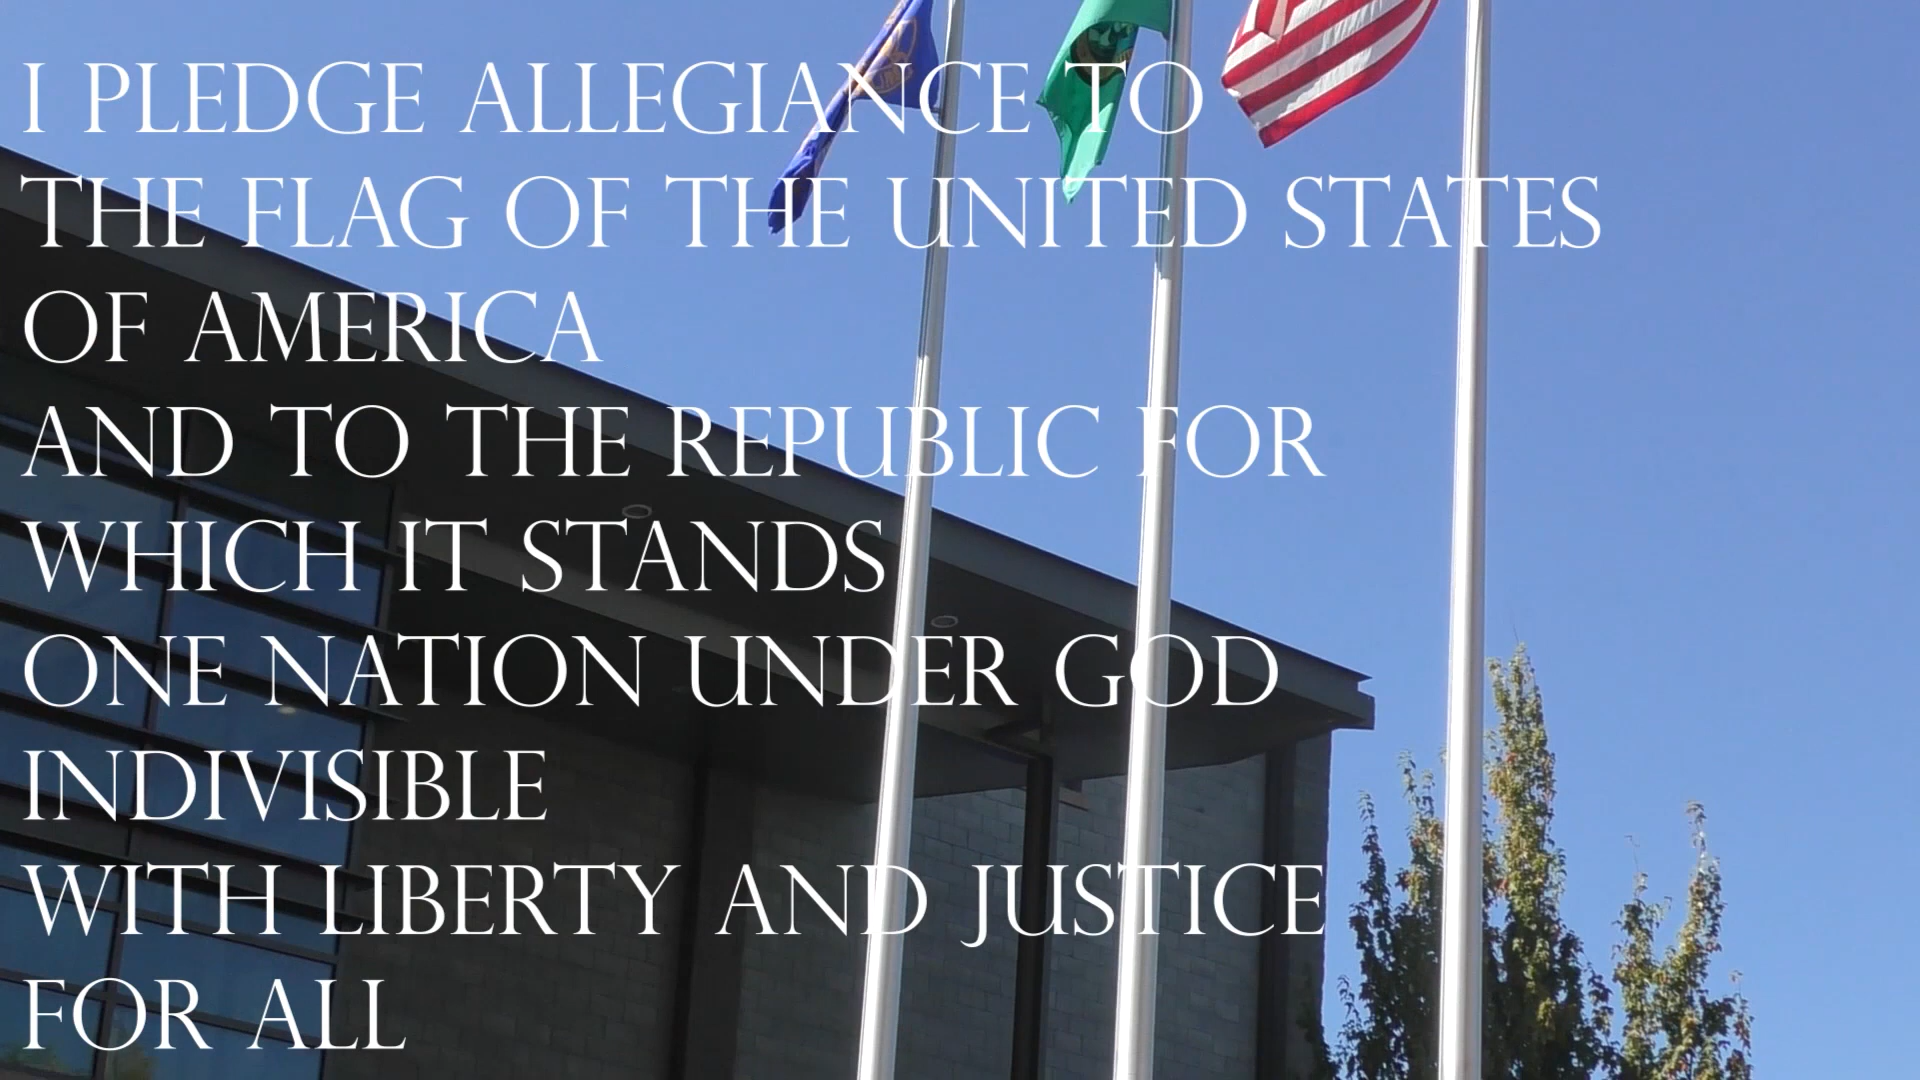 I PLEDGE ALLEGIANCE TO
THE FLAG OF THE UNITED STATES
OF AMERICA
AND TO THE REPUBLIC FOR
WHICH IT STANDS
ONE NATION UNDER GOD
INDIVISIBLE
WITH LIBERTY AND JUSTICE
FOR ALL